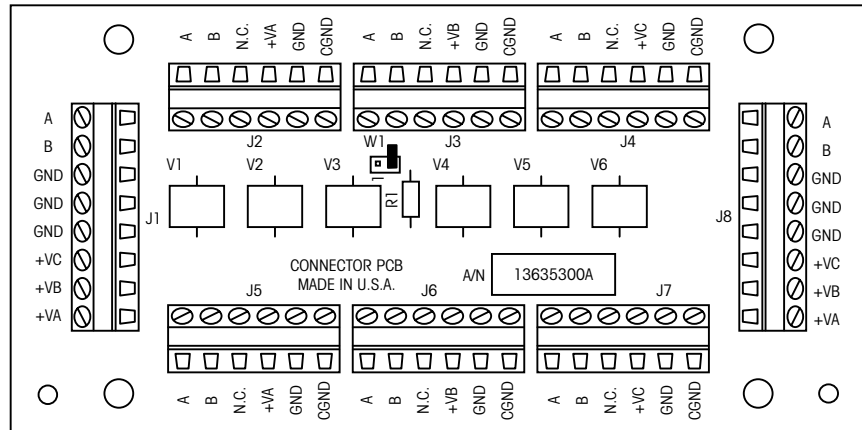 A B N.C. +VA GND CGND
A B N.C. +VB GND CGND
A B N.C. +VC GND CGND
J2
J3
J4
A
B
GND
GND
GND
+VC
+VB
+VA
J1
W1
1
V1
V2
V3
V4
V5
V6
R1
J8
A
B
GND
GND
GND
+VC
+VB
+VA
CONNECTOR PCB
MADE IN U.S.A.
A/N 13635300A
J5
J6
J7
A B N.C. +VA GND CGND
A B N.C. +VB GND CGND
A B N.C. +VC GND CGND